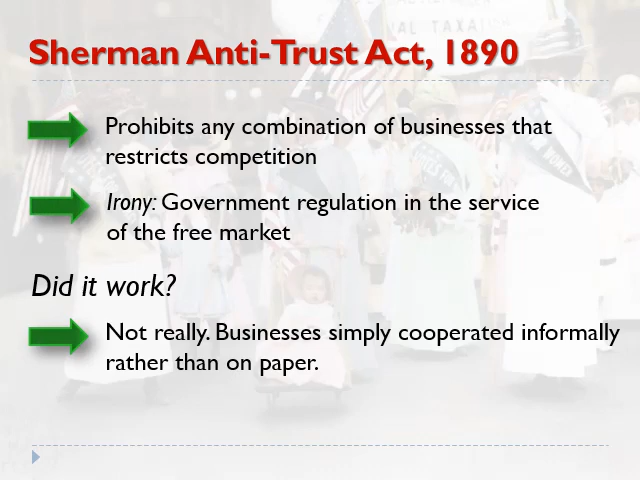 Sherman Anti-Trust Act, 1890
Prohibits any combination of businesses that
restricts competition
Irony: Government regulation in the service
of the free market
Did it work?
Not really. Businesses simply cooperated informally
rather than on paper.